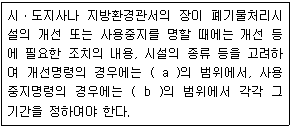 시ㆍ도지사나 지방환경관서의 장이 폐기물처리시
설의 개선 또는 사용중지를 명할 때에는 개선 등
에 필요한 조치의 내용, 시설의 종류 등을 고려하
여 개선명령의 경우에는 ( a )의 범위에서, 사용
중지명령의 경우에는 ( b )의 범위에서 각각 그
기간을 정하여야 한다.